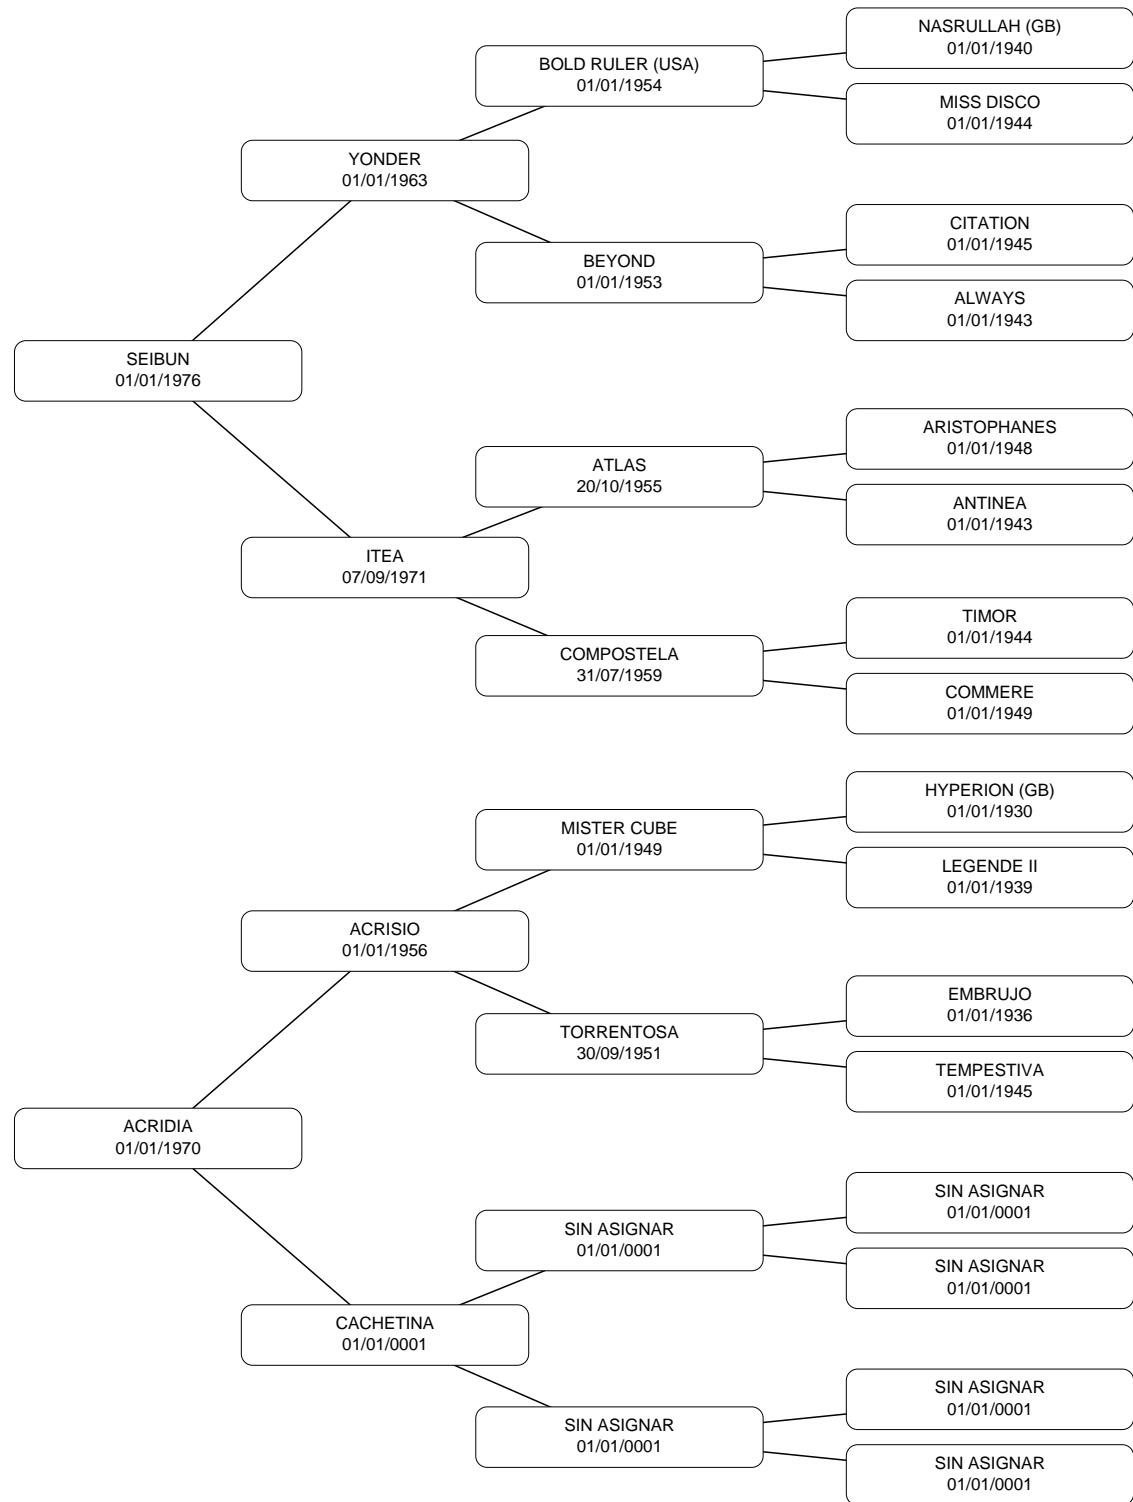 NASRULLAH (GB)
01/01/1940
BOLD RULER (USA)
01/01/1954
MISS DISCO
01/01/1944
YONDER
01/01/1963
CITATION
01/01/1945
BEYOND
01/01/1953
ALWAYS
01/01/1943
SEIBUN
01/01/1976
ARISTOPHANES
01/01/1948
ATLAS
20/10/1955
ANTINEA
01/01/1943
ITEA
07/09/1971
TIMOR
01/01/1944
COMPOSTELA
31/07/1959
COMMERE
01/01/1949
HYPERION (GB)
01/01/1930
MISTER CUBE
01/01/1949
LEGENDE II
01/01/1939
ACRISIO
01/01/1956
EMBRUJO
01/01/1936
TORRENTOSA
30/09/1951
TEMPESTIVA
01/01/1945
ACRIDIA
01/01/1970
SIN ASIGNAR
01/01/0001
SIN ASIGNAR
01/01/0001
SIN ASIGNAR
01/01/0001
CACHETINA
01/01/0001
SIN ASIGNAR
01/01/0001
SIN ASIGNAR
01/01/0001
SIN ASIGNAR
01/01/0001